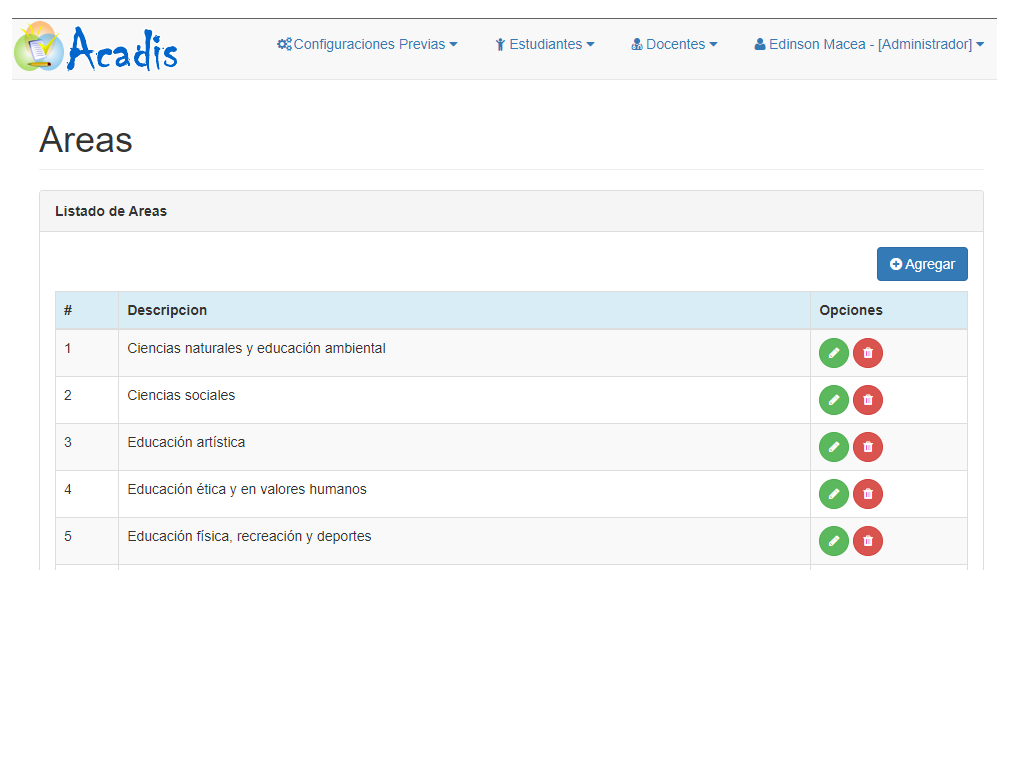 Acadis
Configuraciones Previas
Estudiantes
Docentes
Edinson Macea - [Administrador]
Areas
Listado de Areas
Agregar
# Descripcion Opciones
1 Ciencias naturales y educación ambiental
2 Ciencias sociales
3 Educación artística
4 Educación ética y en valores humanos
5 Educación física, recreación y deportes